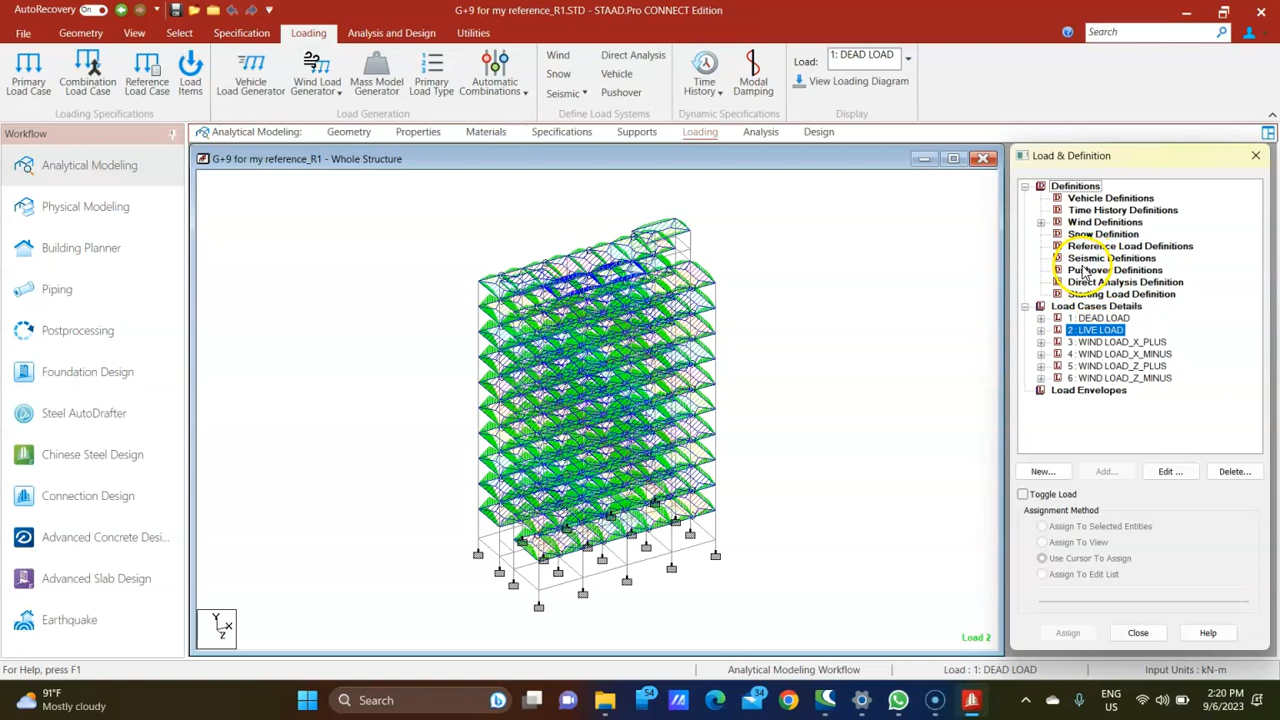 AutoRecovery On
G+9 for my reference_R1.STD - STAAD.Pro CONNECT Edition
File Geometry View Select Specification Loading Analysis and Design Utilities
Search
Primary Load Case
Combination Load Case
Reference Load Case
Load Items
Loading Specifications
Vehicle Load Generator
Wind Load Generator
Mass Model Generator
Primary Load Type
Automatic Combinations
Load Generation
Wind
Direct Analysis
Snow
Vehicle
Seismic
Pushover
Define Load Systems
Time History
Modal Damping
Dynamic Specifications
Load: 1: DEAD LOAD
View Loading Diagram
Display
Workflow
Analytical Modeling: Geometry Properties Materials Specifications Supports Loading Analysis Design
Analytical Modeling
Physical Modeling
Building Planner
Piping
Postprocessing
Foundation Design
Steel AutoDrafter
Chinese Steel Design
Connection Design
Advanced Concrete Desi...
Advanced Slab Design
Earthquake
G+9 for my reference_R1 - Whole Structure
Y
X
Z
Load 2
Load & Definition
Definitions
Vehicle Definitions
Time History Definitions
Wind Definitions
Snow Definition
Reference Load Definitions
Seismic Definitions
Pushover Definitions
Direct Analysis Definition
Starting Load Definition
Load Cases Details
1 : DEAD LOAD
2 : LIVE LOAD
3 : WIND LOAD_X_PLUS
4 : WIND LOAD_X_MINUS
5 : WIND LOAD_Z_PLUS
6 : WIND LOAD_Z_MINUS
Load Envelopes
New... Add... Edit ... Delete...
Toggle Load
Assignment Method
Assign To Selected Entities
Assign To View
Use Cursor To Assign
Assign To Edit List
Assign Close Help
For Help, press F1
Analytical Modeling Workflow
Load : 1: DEAD LOAD
Input Units : kN-m
91°F
Mostly cloudy
Search
54
34
ENG
US
2:20 PM
9/6/2023